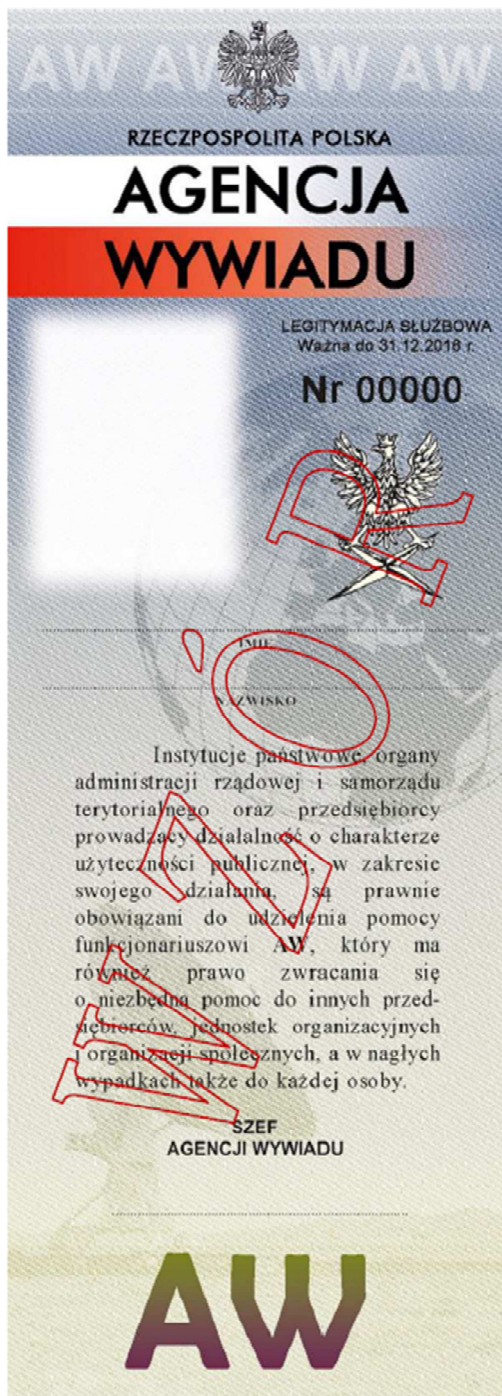 AW AW AW AW
RZECZPOSPOLITA POLSKA
AGENCJA
WYWIADU
LEGITYMACJA SŁUŻBOWA
Ważna do 31.12.2018 r.
Nr 00000
IMIĘ
NAZWISKO
Instytucje państwowe, organy
administracji rządowej i samorządu
terytorialnego oraz przedsiębiorcy
prowadzący działalność o charakterze
użyteczności publicznej, w zakresie
swojego działania, są prawnie
obowiązani do udzielenia pomocy
funkcjonariuszowi AW, który ma
również prawo zwracania się
o niezbędną pomoc do innych przed-
siębiorców, jednostek organizacyjnych
i organizacji społecznych, a w nagłych
wypadkach także do każdej osoby.
SZEF
AGENCJI WYWIADU
AW
WZÓR